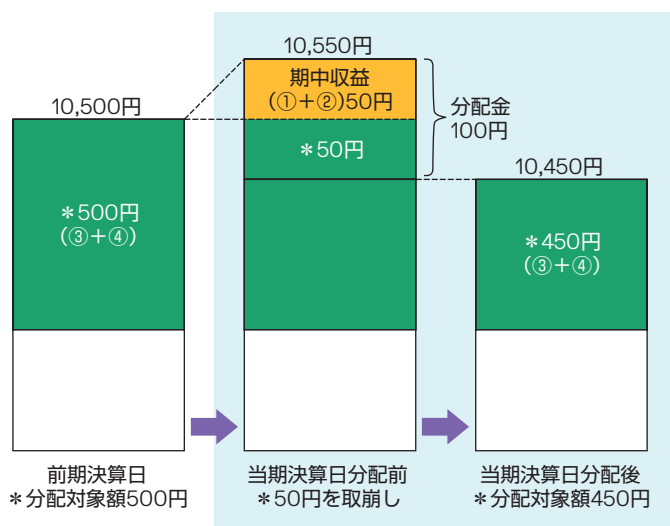 10,500円
＊500円
（③＋④）
前期決算日
＊分配対象額500円
10,550円
期中収益
（①＋②）50円
＊50円
分配金
100円
当期決算日分配前
＊50円を取崩し
10,450円
＊450円
（③＋④）
当期決算日分配後
＊分配対象額450円